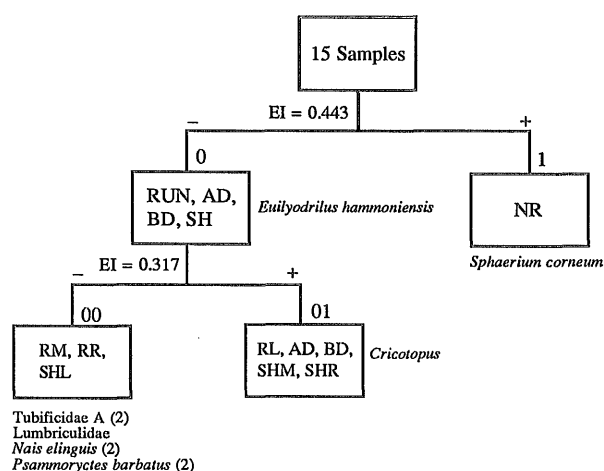 15 Samples
EI = 0.443
−
+
0
1
RUN, AD,
BD, SH
Euilyodrilus hammoniensis
NR
Sphaerium corneum
EI = 0.317
−
+
00
01
RM, RR,
SHL
RL, AD, BD,
SHM, SHR
Cricotopus
Tubificidae A (2)
Lumbriculidae
Nais elinguis (2)
Psammoryctes barbatus (2)